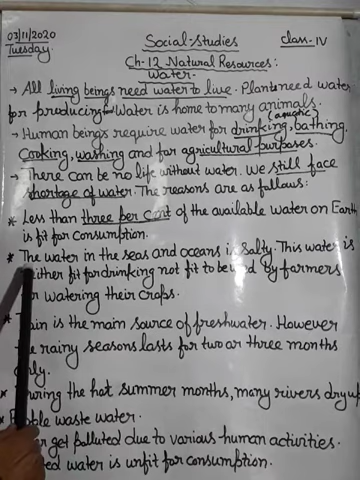 03/11/2020 Social-Studies Class-IV
Tuesday
Ch-12 Natural Resources:
Water-
→ All living beings need water to live. Plants need water
for producing Water is home to many animals.
(aquatic)
→ Human beings require water for drinking, bathing,
Cooking, washing and for agricultural purposes.
→ There can be no life without water. We still face
shortage of water. The reasons are as follows:
* Less than three per cent of the available water on Earth
is fit for Consumption.
* The water in the seas and oceans is Salty. This water is
either fit for drinking not fit to be used by farmers
watering their crops.
* is the main source of freshwater. However
rainy seasons lasts for two or three months
* During the hot summer months, many rivers dry up
* People waste water.
get polluted due to various human activities.
water is unfit for consumption.